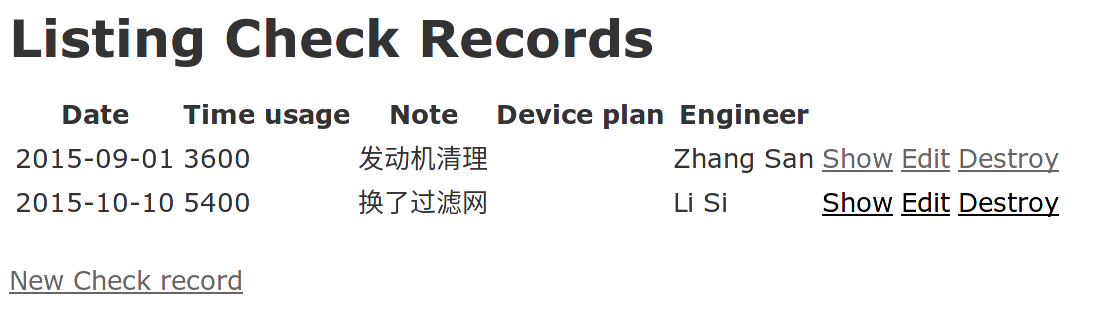 Listing Check Records
Date Time usage Note Device plan Engineer
2015-09-01 3600 发动机清理 Zhang San Show Edit Destroy
2015-10-10 5400 换了过滤网 Li Si Show Edit Destroy
New Check record